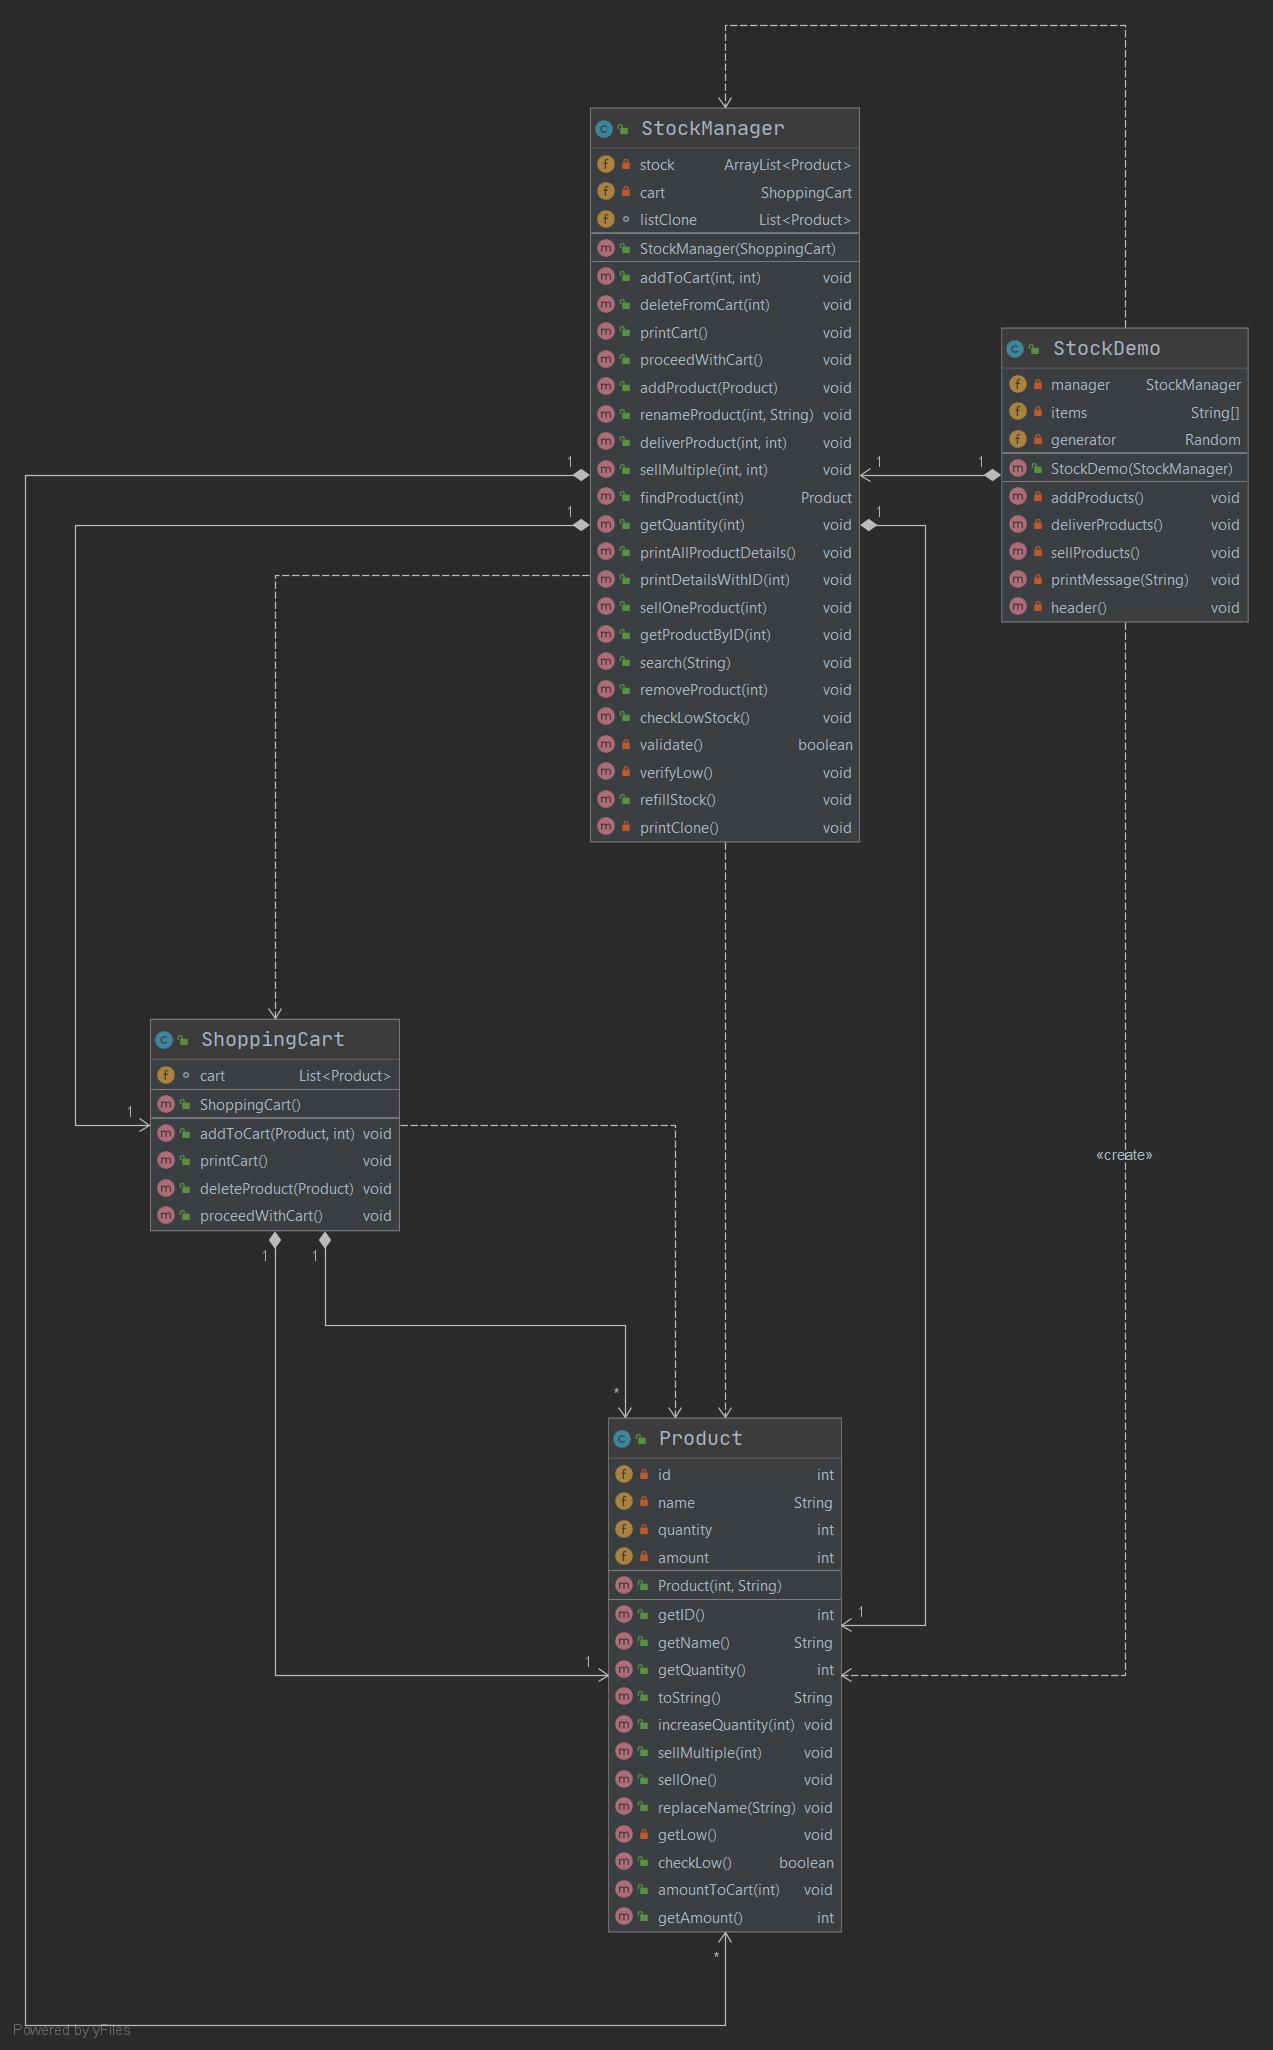 StockManager
stock ArrayList<Product>
cart ShoppingCart
listClone List<Product>
StockManager(ShoppingCart)
addToCart(int, int) void
deleteFromCart(int) void
printCart() void
proceedWithCart() void
addProduct(Product) void
renameProduct(int, String) void
deliverProduct(int, int) void
sellMultiple(int, int) void
findProduct(int) Product
getQuantity(int) void
printAllProductDetails() void
printDetailsWithID(int) void
sellOneProduct(int) void
getProductByID(int) void
search(String) void
removeProduct(int) void
checkLowStock() void
validate() boolean
verifyLow() void
refillStock() void
printClone() void
StockDemo
manager StockManager
items String[]
generator Random
StockDemo(StockManager)
addProducts() void
deliverProducts() void
sellProducts() void
printMessage(String) void
header() void
1
1
1
1
1
ShoppingCart
cart List<Product>
ShoppingCart()
addToCart(Product, int) void
printCart() void
deleteProduct(Product) void
proceedWithCart() void
1
«create»
1
1
*
Product
id int
name String
quantity int
amount int
Product(int, String)
getID() int
getName() String
getQuantity() int
toString() String
increaseQuantity(int) void
sellMultiple(int) void
sellOne() void
replaceName(String) void
getLow() void
checkLow() boolean
amountToCart(int) void
getAmount() int
1
1
*
Powered by yFiles